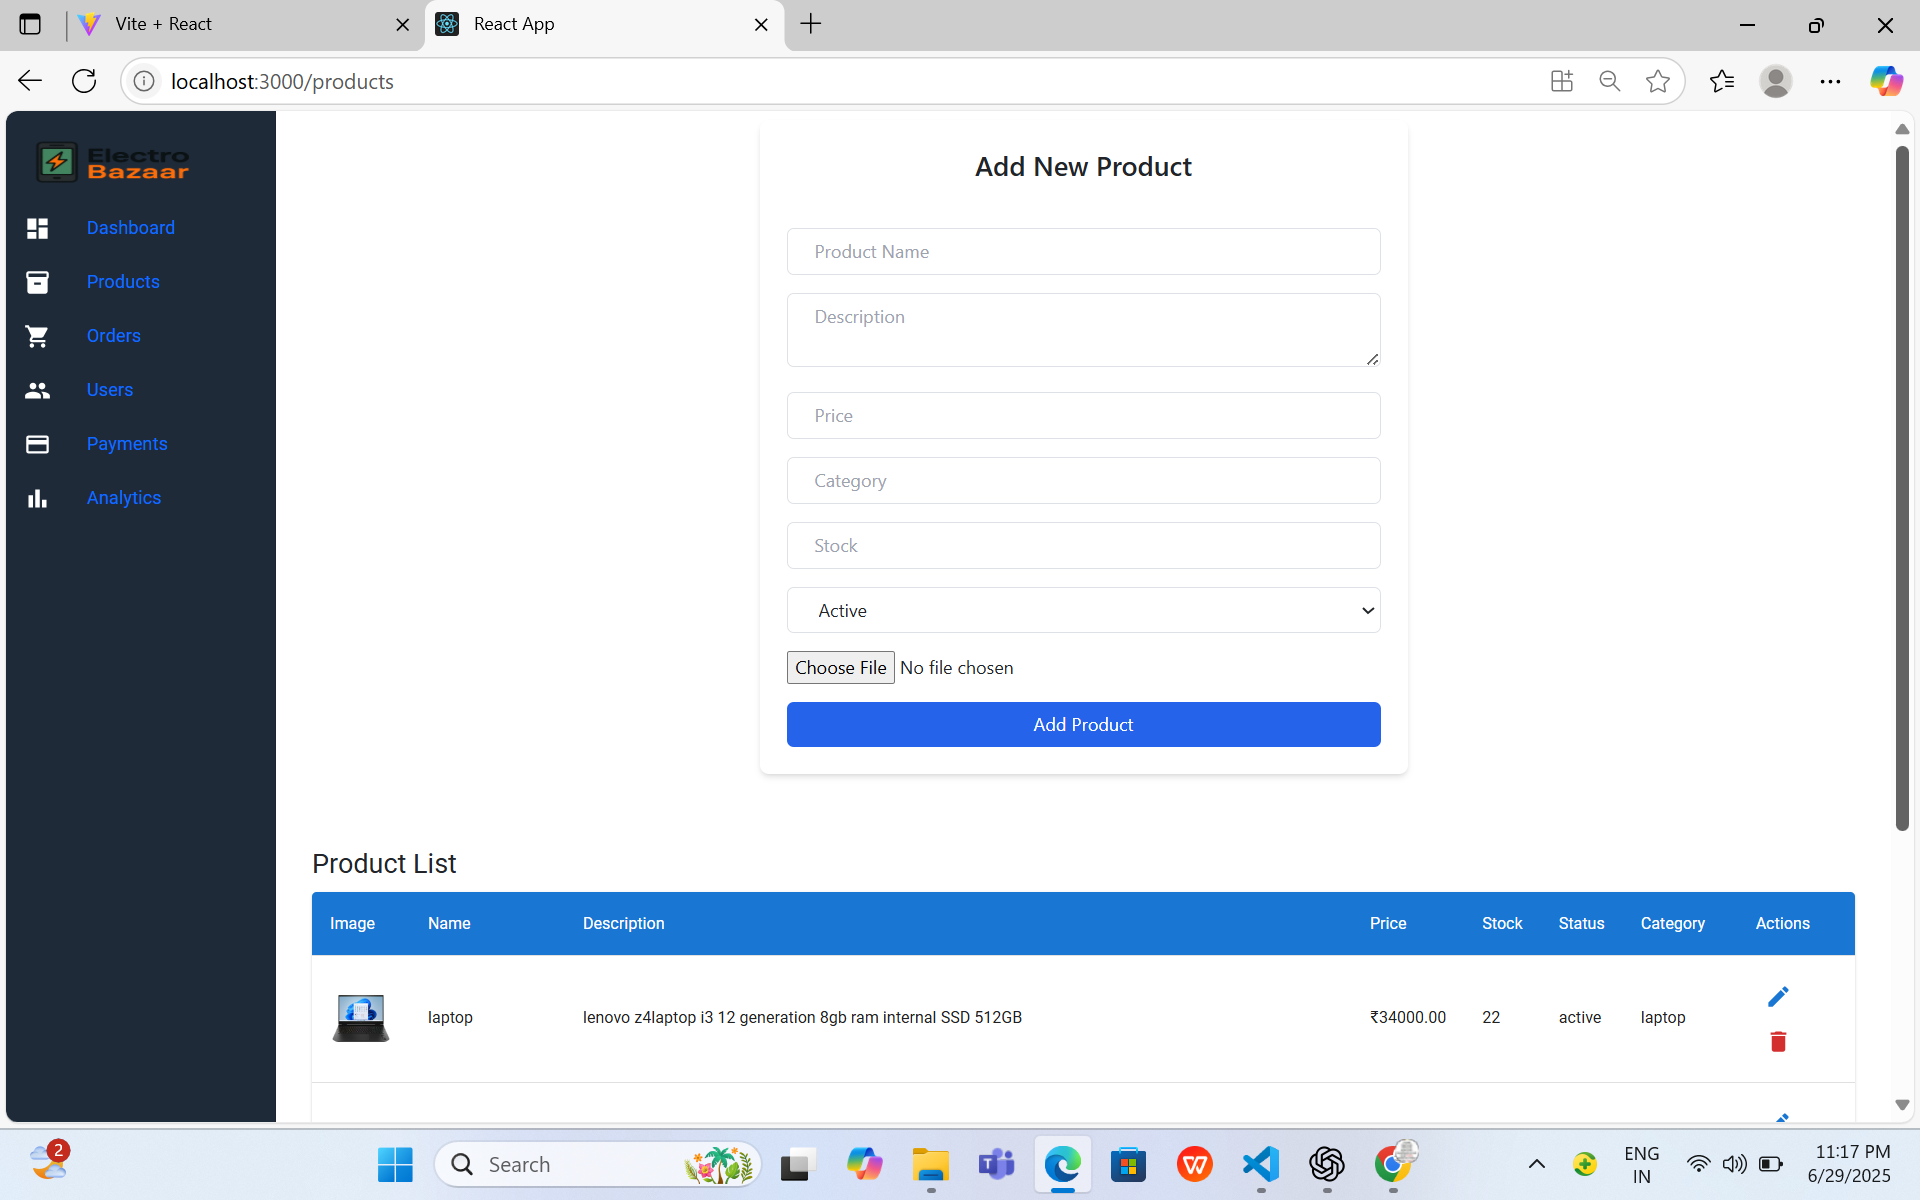 Vite + React
React App
localhost:3000/products
Electro
Bazaar
Dashboard
Products
Orders
Users
Payments
Analytics
Add New Product
Product Name
Description
Price
Category
Stock
Active
Choose File No file chosen
Add Product
Product List
Image Name Description Price Stock Status Category Actions
laptop lenovo z4laptop i3 12 generation 8gb ram internal SSD 512GB ₹34000.00 22 active laptop
2
Search
ENG
IN
11:17 PM
6/29/2025